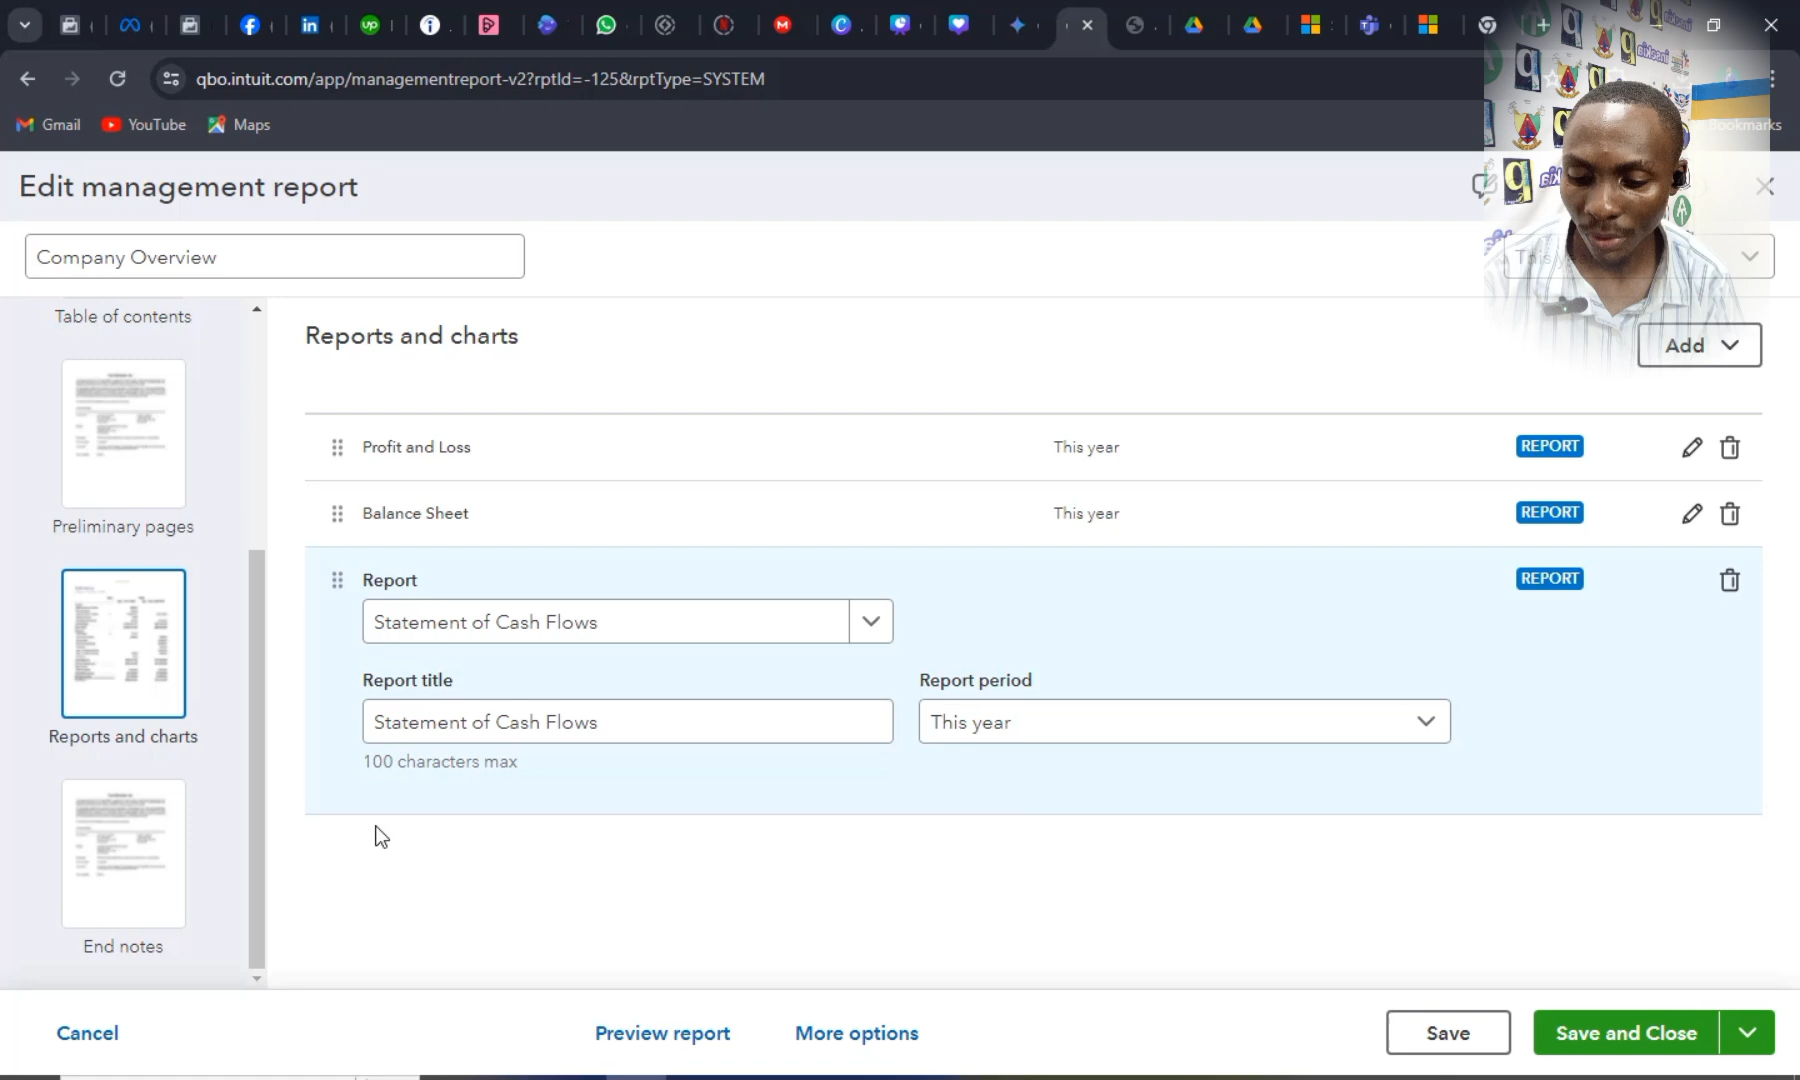 qbo.intuit.com/app/managementreport-v2?rptId=-125&rptType=SYSTEM
Gmail
YouTube
Maps
Bookmarks
Edit management report
Company Overview
Table of contents
Reports and charts
Add
Profit and Loss
This year
REPORT
Balance Sheet
This year
REPORT
Preliminary pages
Report
REPORT
Statement of Cash Flows
Report title
Report period
Statement of Cash Flows
This year
Reports and charts
100 characters max
End notes
Cancel
Preview report
More options
Save
Save and Close